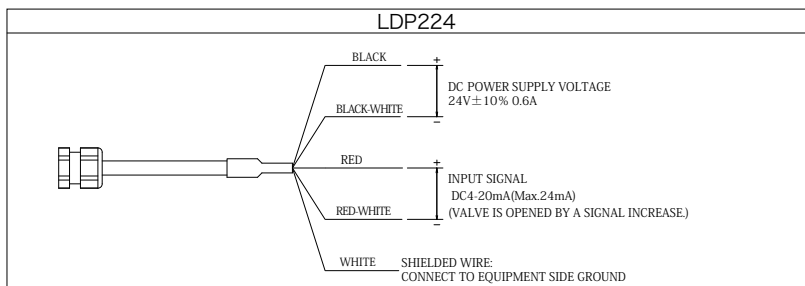 LDP224
BLACK
+
DC POWER SUPPLY VOLTAGE
24V±10% 0.6A
BLACK-WHITE
−
RED
+
INPUT SIGNAL
DC4-20mA(Max.24mA)
(VALVE IS OPENED BY A SIGNAL INCREASE.)
RED-WHITE
−
WHITE
SHIELDED WIRE:
CONNECT TO EQUIPMENT SIDE GROUND